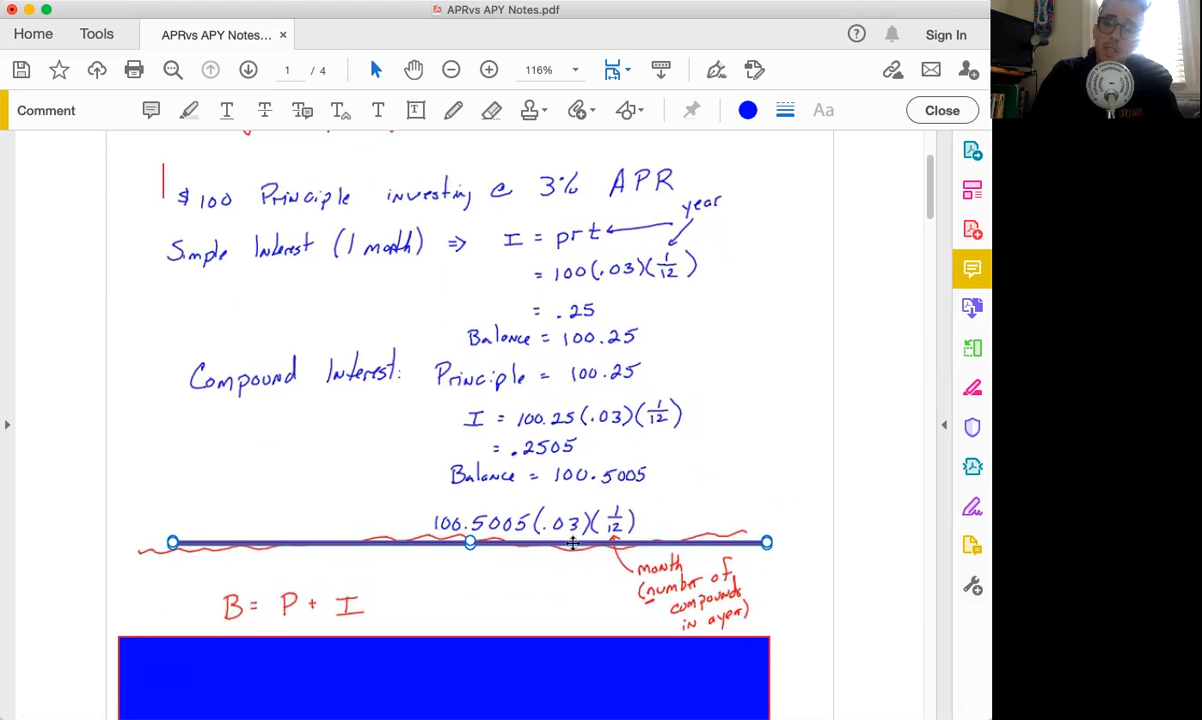 APRvs APY Notes.pdf
Home Tools APRvs APY Notes... × Sign In
1 / 4 116%
Comment Close
$100 Principle investing @ 3% APR
year
Simple Interest (1 month) ⇒ I = prt
= 100(.03)(1/12)
= .25
Balance = 100.25
Compound Interest: Principle = 100.25
I = 100.25(.03)(1/12)
= .2505
Balance = 100.5005
100.5005(.03)(1/12)
month
(number of
compounds
in a year)
B = P + I